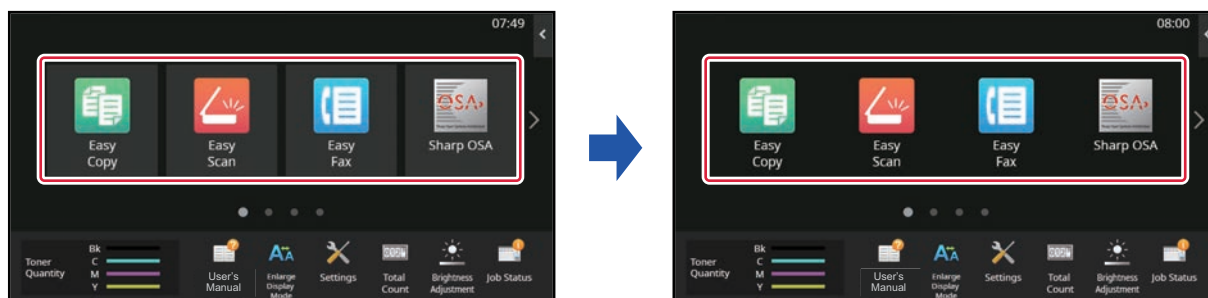 07:49
Easy
Copy
Easy
Scan
Easy
Fax
OSA
Sharp OSA
Toner
Quantity
Bk
C
M
Y
User's
Manual
Enlarge
Display
Mode
Settings
Total
Count
Brightness
Adjustment
Job Status
08:00
Easy
Copy
Easy
Scan
Easy
Fax
OSA
Sharp OSA
Toner
Quantity
Bk
C
M
Y
User's
Manual
Enlarge
Display
Mode
Settings
Total
Count
Brightness
Adjustment
Job Status